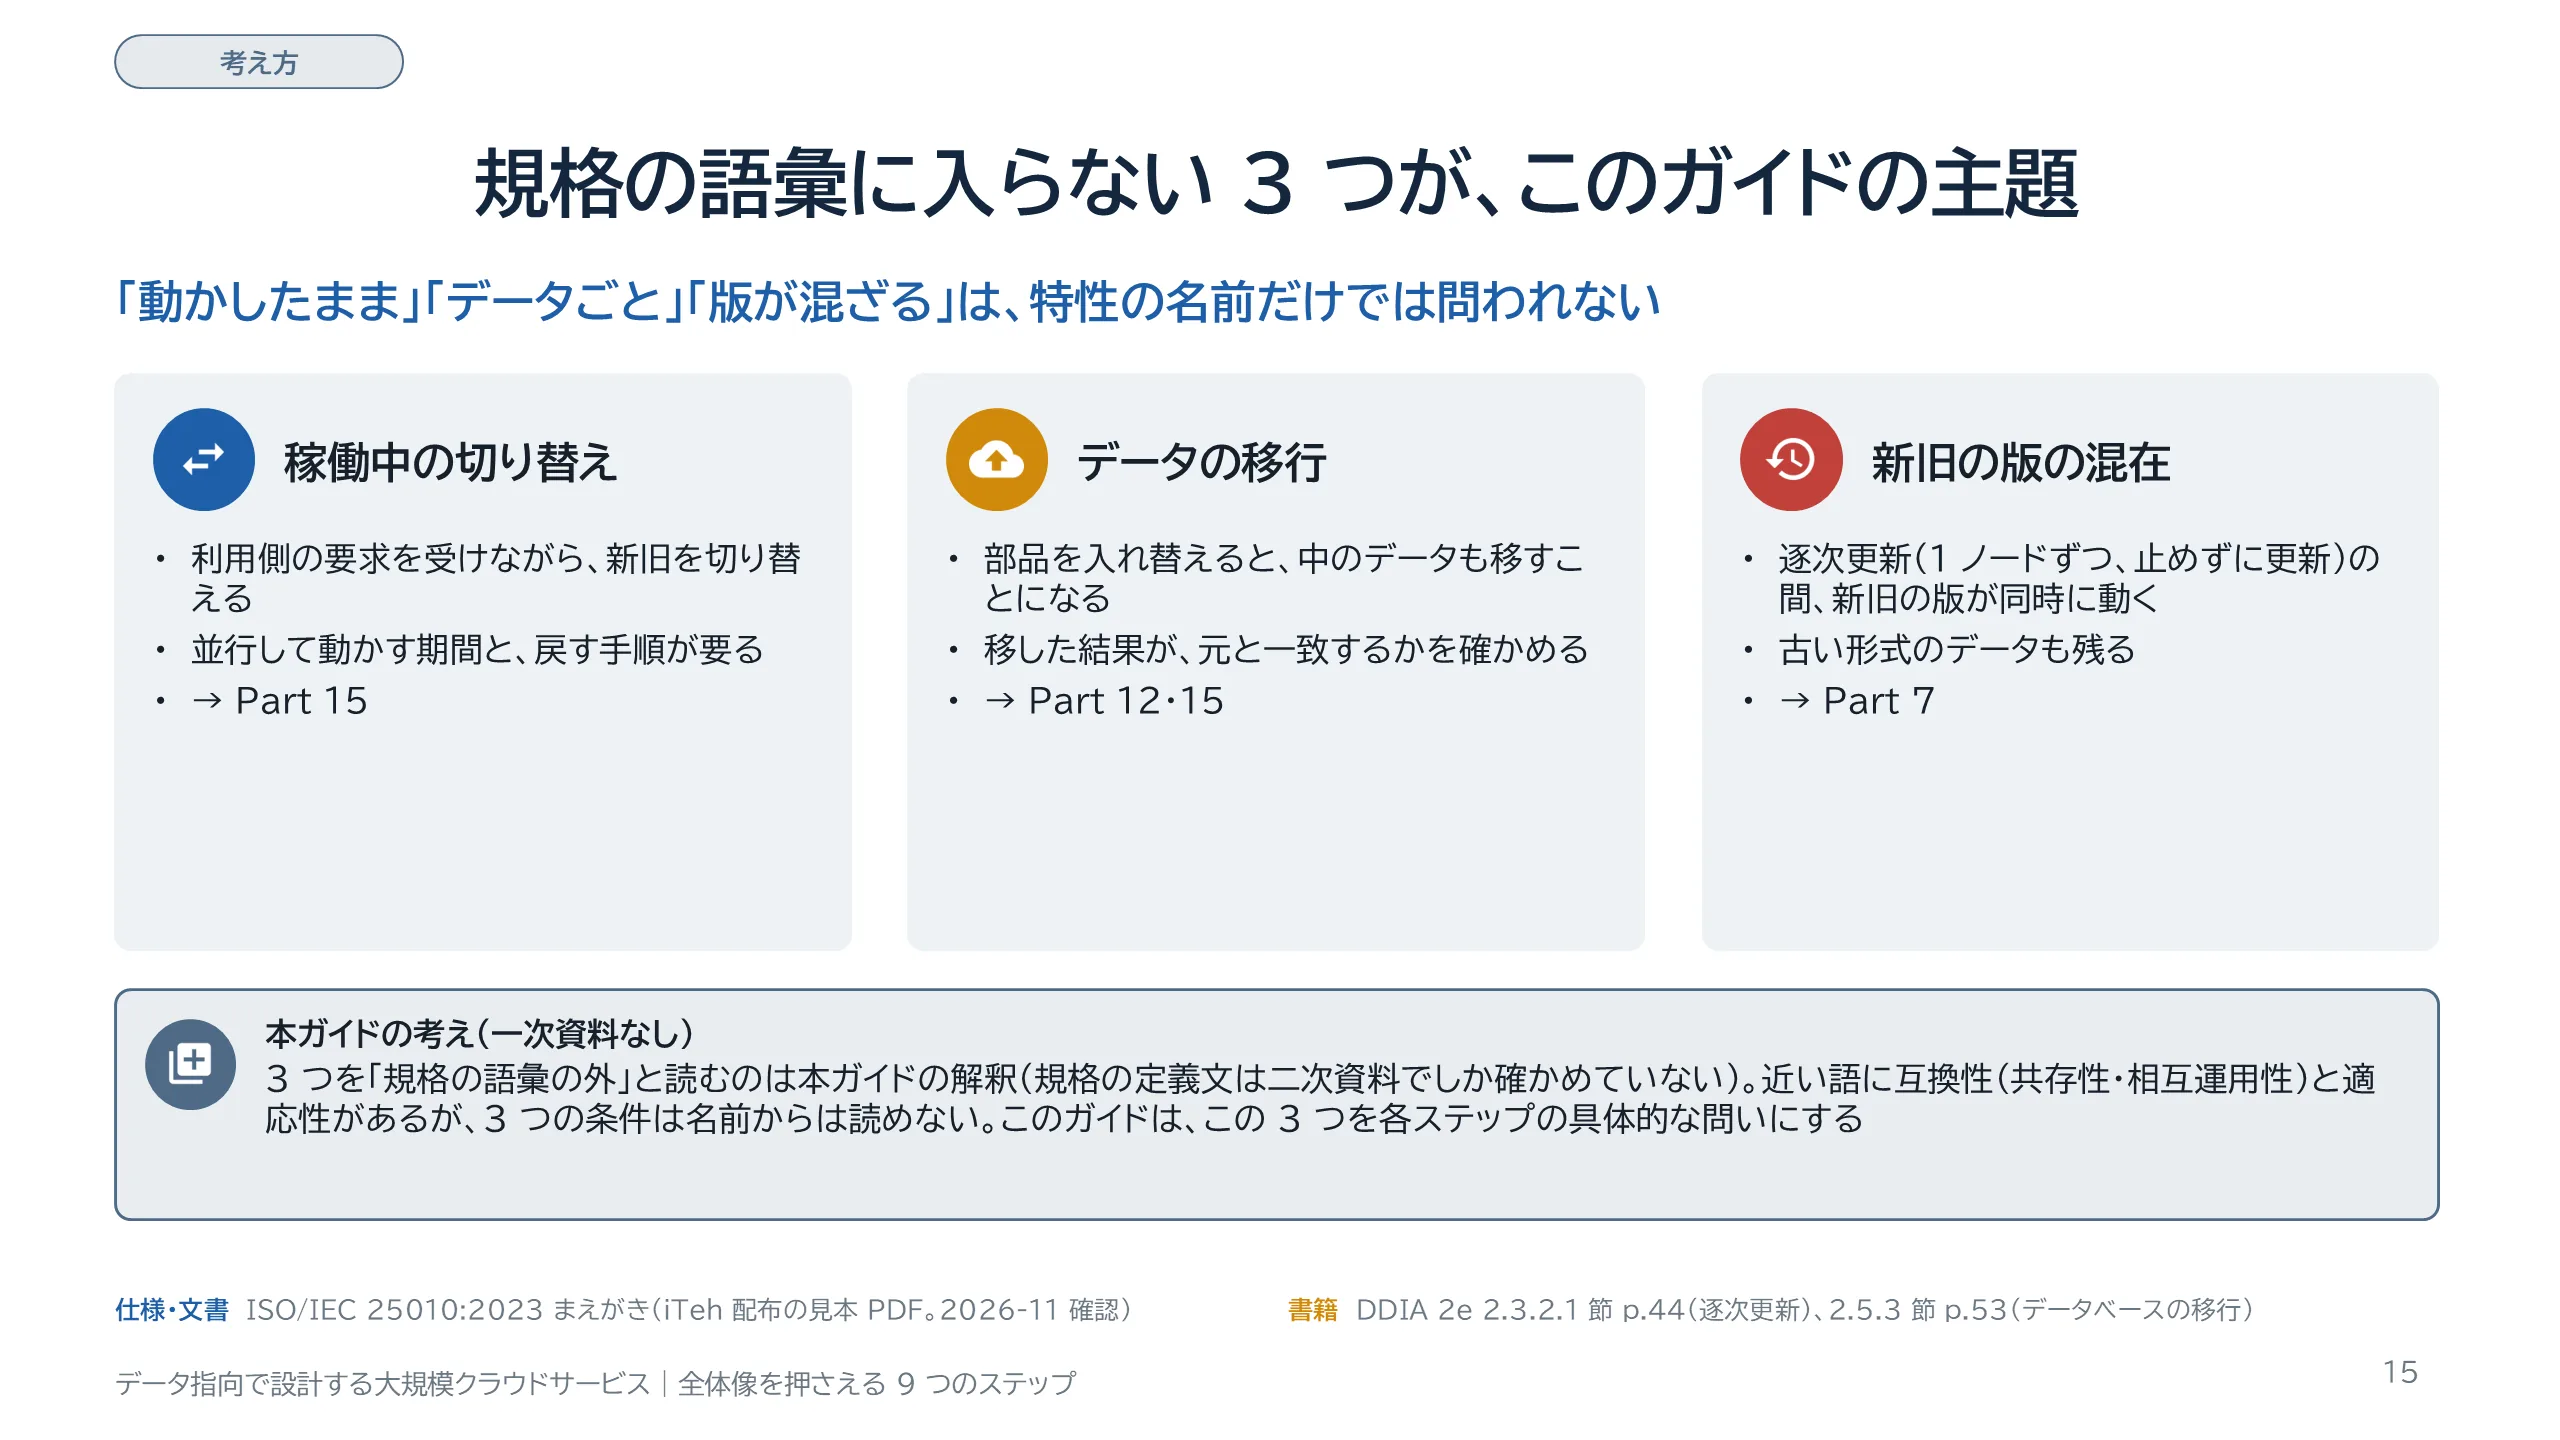 考え方
規格の語彙に入らない 3 つが、このガイドの主題
「動かしたまま」「データごと」「版が混ざる」は、特性の名前だけでは問われない
稼働中の切り替え
• 利用側の要求を受けながら、新旧を切り替
える
• 並行して動かす期間と、戻す手順が要る
• → Part 15
データの移行
• 部品を入れ替えると、中のデータも移すこ
とになる
• 移した結果が、元と一致するかを確かめる
• → Part 12・15
新旧の版の混在
• 逐次更新（1 ノードずつ、止めずに更新）の
間、新旧の版が同時に動く
• 古い形式のデータも残る
• → Part 7
本ガイドの考え（一次資料なし）
3 つを「規格の語彙の外」と読むのは本ガイドの解釈（規格の定義文は二次資料でしか確かめていない）。近い語に互換性（共存性・相互運用性）と適
応性があるが、3 つの条件は名前からは読めない。このガイドは、この 3 つを各ステップの具体的な問いにする
仕様・文書 ISO/IEC 25010:2023 まえがき（iTeh 配布の見本 PDF。2026-11 確認）
書籍 DDIA 2e 2.3.2.1 節 p.44（逐次更新）、2.5.3 節 p.53（データベースの移行）
データ指向で設計する大規模クラウドサービス｜全体像を押さえる 9 つのステップ
15